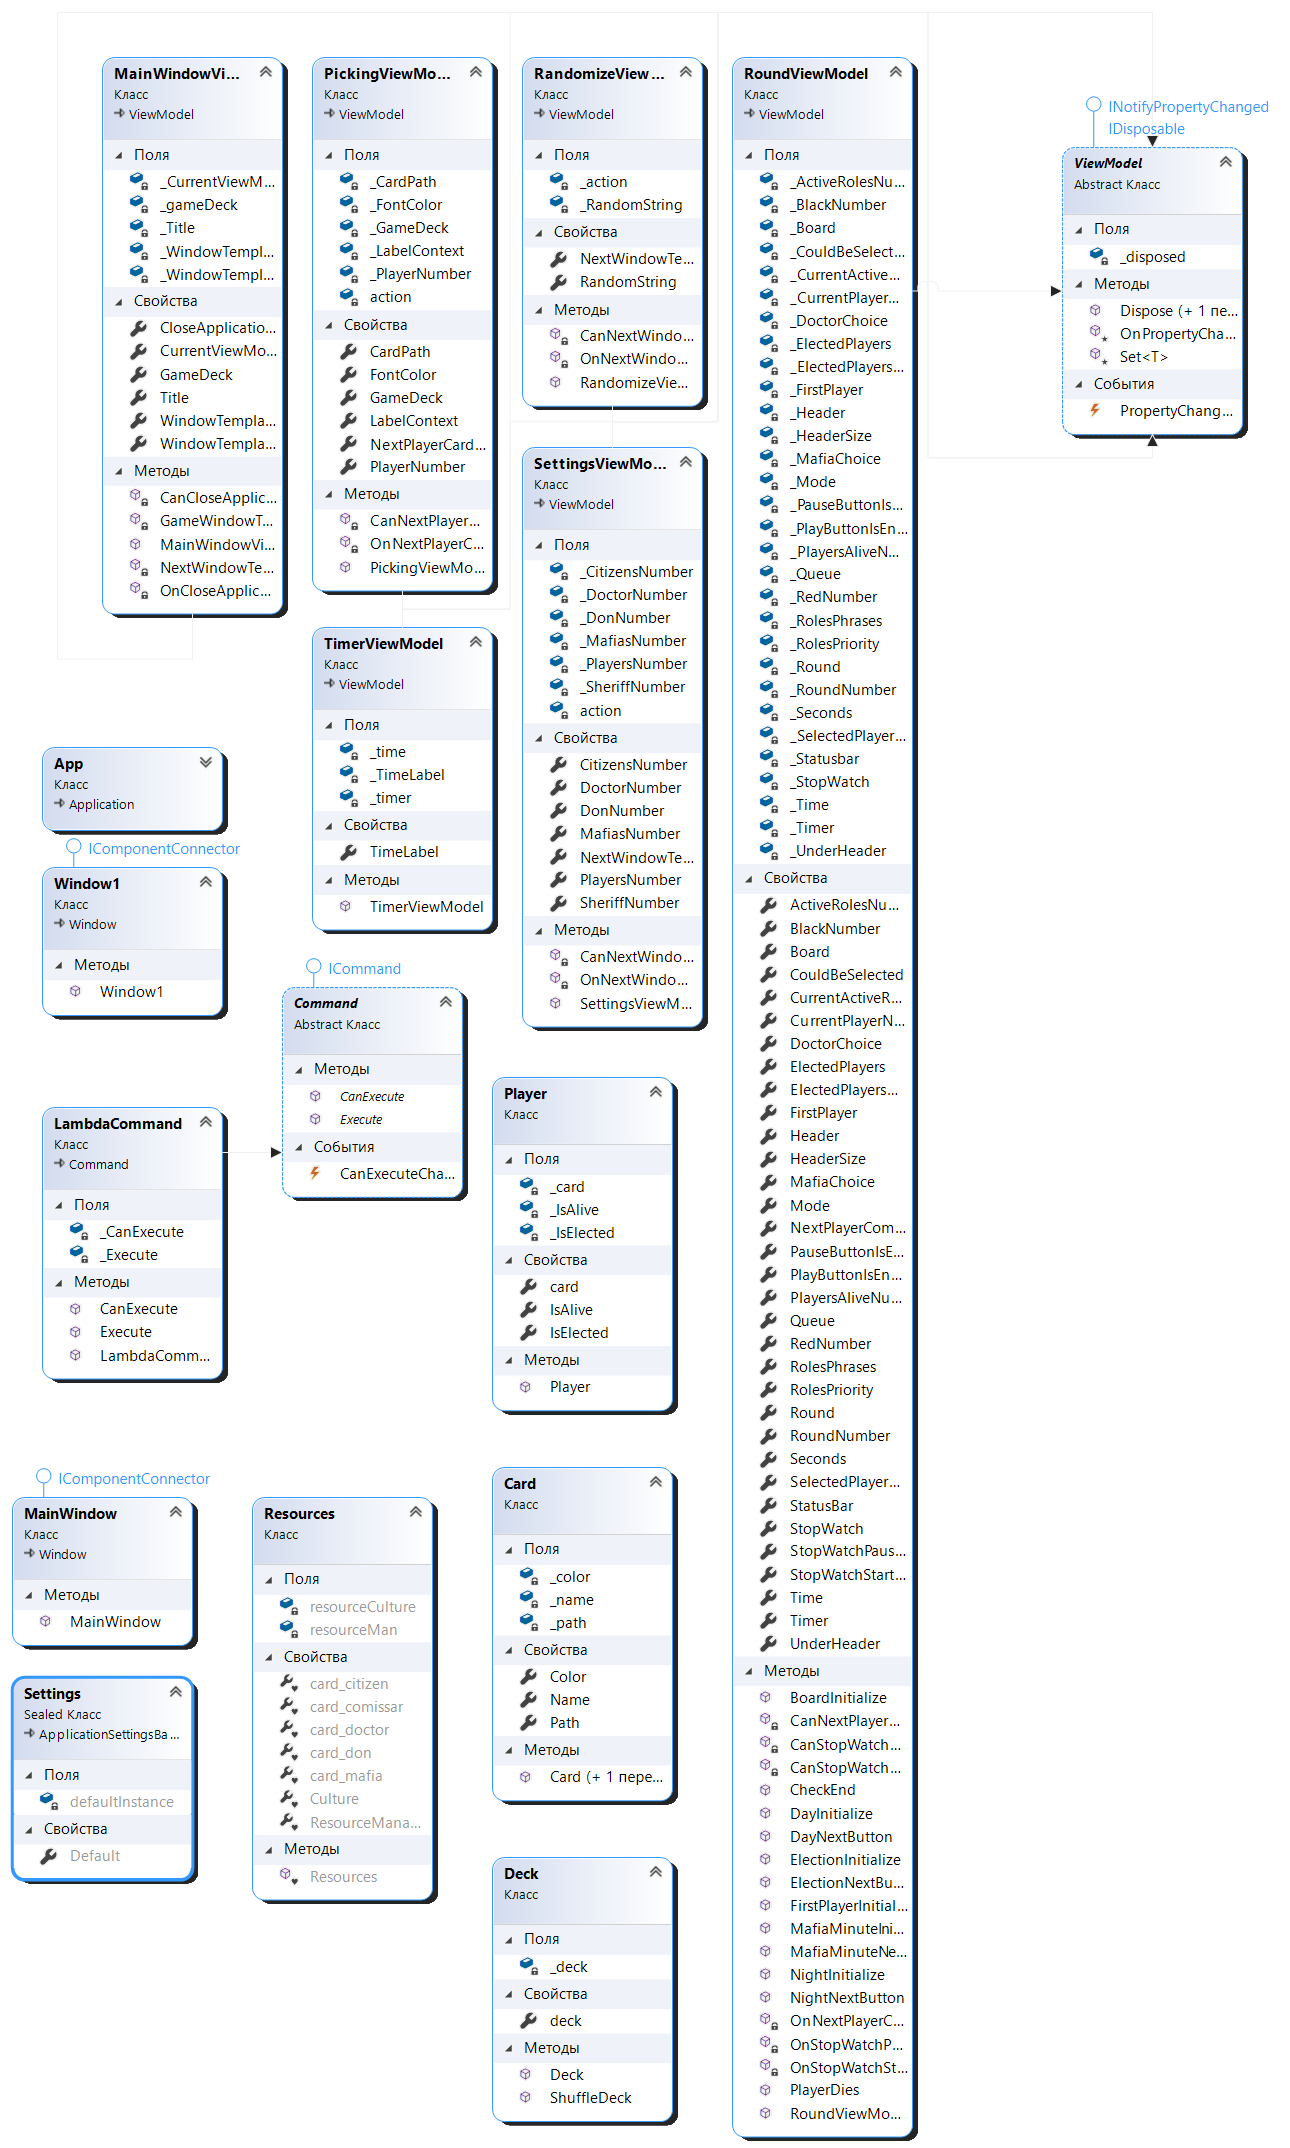 MainWindowVi...
Класс
ViewModel
Поля
_CurrentViewM...
_gameDeck
_Title
_WindowTempl...
_WindowTempl...
Свойства
CloseApplicatio...
CurrentViewMo...
GameDeck
Title
WindowTempla...
WindowTempla...
Методы
CanCloseApplic...
GameWindowT...
MainWindowVi...
NextWindowTe...
OnCloseApplic...
PickingViewMo...
Класс
ViewModel
Поля
_CardPath
_FontColor
_GameDeck
_LabelContext
_PlayerNumber
action
Свойства
CardPath
FontColor
GameDeck
LabelContext
NextPlayerCard...
PlayerNumber
Методы
CanNextPlayer...
OnNextPlayerC...
PickingViewMo...
RandomizeView...
Класс
ViewModel
Поля
_action
_RandomString
Свойства
NextWindowTe...
RandomString
Методы
CanNextWindo...
OnNextWindo...
RandomizeVie...
RoundViewModel
Класс
ViewModel
Поля
_ActiveRolesNu...
_BlackNumber
_Board
_CouldBeSelect...
_CurrentActive...
_CurrentPlayer...
_DoctorChoice
_ElectedPlayers
_ElectedPlayers...
_FirstPlayer
_Header
_HeaderSize
_MafiaChoice
_Mode
_PauseButtonIs...
_PlayButtonIsEn...
_PlayersAliveN...
_Queue
_RedNumber
_RolesPhrases
_RolesPriority
_Round
_RoundNumber
_Seconds
_SelectedPlayer...
_Statusbar
_StopWatch
_Time
_Timer
_UnderHeader
Свойства
ActiveRolesNu...
BlackNumber
Board
CouldBeSelected
CurrentActiveR...
CurrentPlayerN...
DoctorChoice
ElectedPlayers
ElectedPlayers...
FirstPlayer
Header
HeaderSize
MafiaChoice
Mode
NextPlayerCom...
PauseButtonIsE...
PlayButtonIsEn...
PlayersAliveNu...
Queue
RedNumber
RolesPhrases
RolesPriority
Round
RoundNumber
Seconds
SelectedPlayer...
StatusBar
StopWatch
StopWatchPaus...
StopWatchStart...
Time
Timer
UnderHeader
Методы
BoardInitialize
CanNextPlayer...
CanStopWatch...
CanStopWatch...
CheckEnd
DayInitialize
DayNextButton
ElectionInitialize
ElectionNextBu...
FirstPlayerInitial...
MafiaMinuteIni...
MafiaMinuteNe...
NightInitialize
NightNextButton
OnNextPlayerC...
OnStopWatchP...
OnStopWatchSt...
PlayerDies
RoundViewMo...
INotifyPropertyChanged
IDisposable
ViewModel
Abstract Класс
Поля
_disposed
Методы
Dispose (+ 1 пе...
OnPropertyCha...
Set<T>
События
PropertyChang...
SettingsViewMo...
Класс
ViewModel
Поля
_CitizensNumber
_DoctorNumber
_DonNumber
_MafiasNumber
_PlayersNumber
_SheriffNumber
action
Свойства
CitizensNumber
DoctorNumber
DonNumber
MafiasNumber
NextWindowTe...
PlayersNumber
SheriffNumber
Методы
CanNextWindo...
OnNextWindo...
SettingsViewM...
TimerViewModel
Класс
ViewModel
Поля
_time
_TimeLabel
_timer
Свойства
TimeLabel
Методы
TimerViewModel
App
Класс
Application
IComponentConnector
Window1
Класс
Window
Методы
Window1
ICommand
Command
Abstract Класс
Методы
CanExecute
Execute
События
CanExecuteCha...
LambdaCommand
Класс
Command
Поля
_CanExecute
_Execute
Методы
CanExecute
Execute
LambdaComm...
Player
Класс
Поля
_card
_IsAlive
_IsElected
Свойства
card
IsAlive
IsElected
Методы
Player
IComponentConnector
MainWindow
Класс
Window
Методы
MainWindow
Resources
Класс
Поля
resourceCulture
resourceMan
Свойства
card_citizen
card_comissar
card_doctor
card_don
card_mafia
Culture
ResourceMana...
Методы
Resources
Card
Класс
Поля
_color
_name
_path
Свойства
Color
Name
Path
Методы
Card (+ 1 пере...
Settings
Sealed Класс
ApplicationSettingsBa...
Поля
defaultInstance
Свойства
Default
Deck
Класс
Поля
_deck
Свойства
deck
Методы
Deck
ShuffleDeck